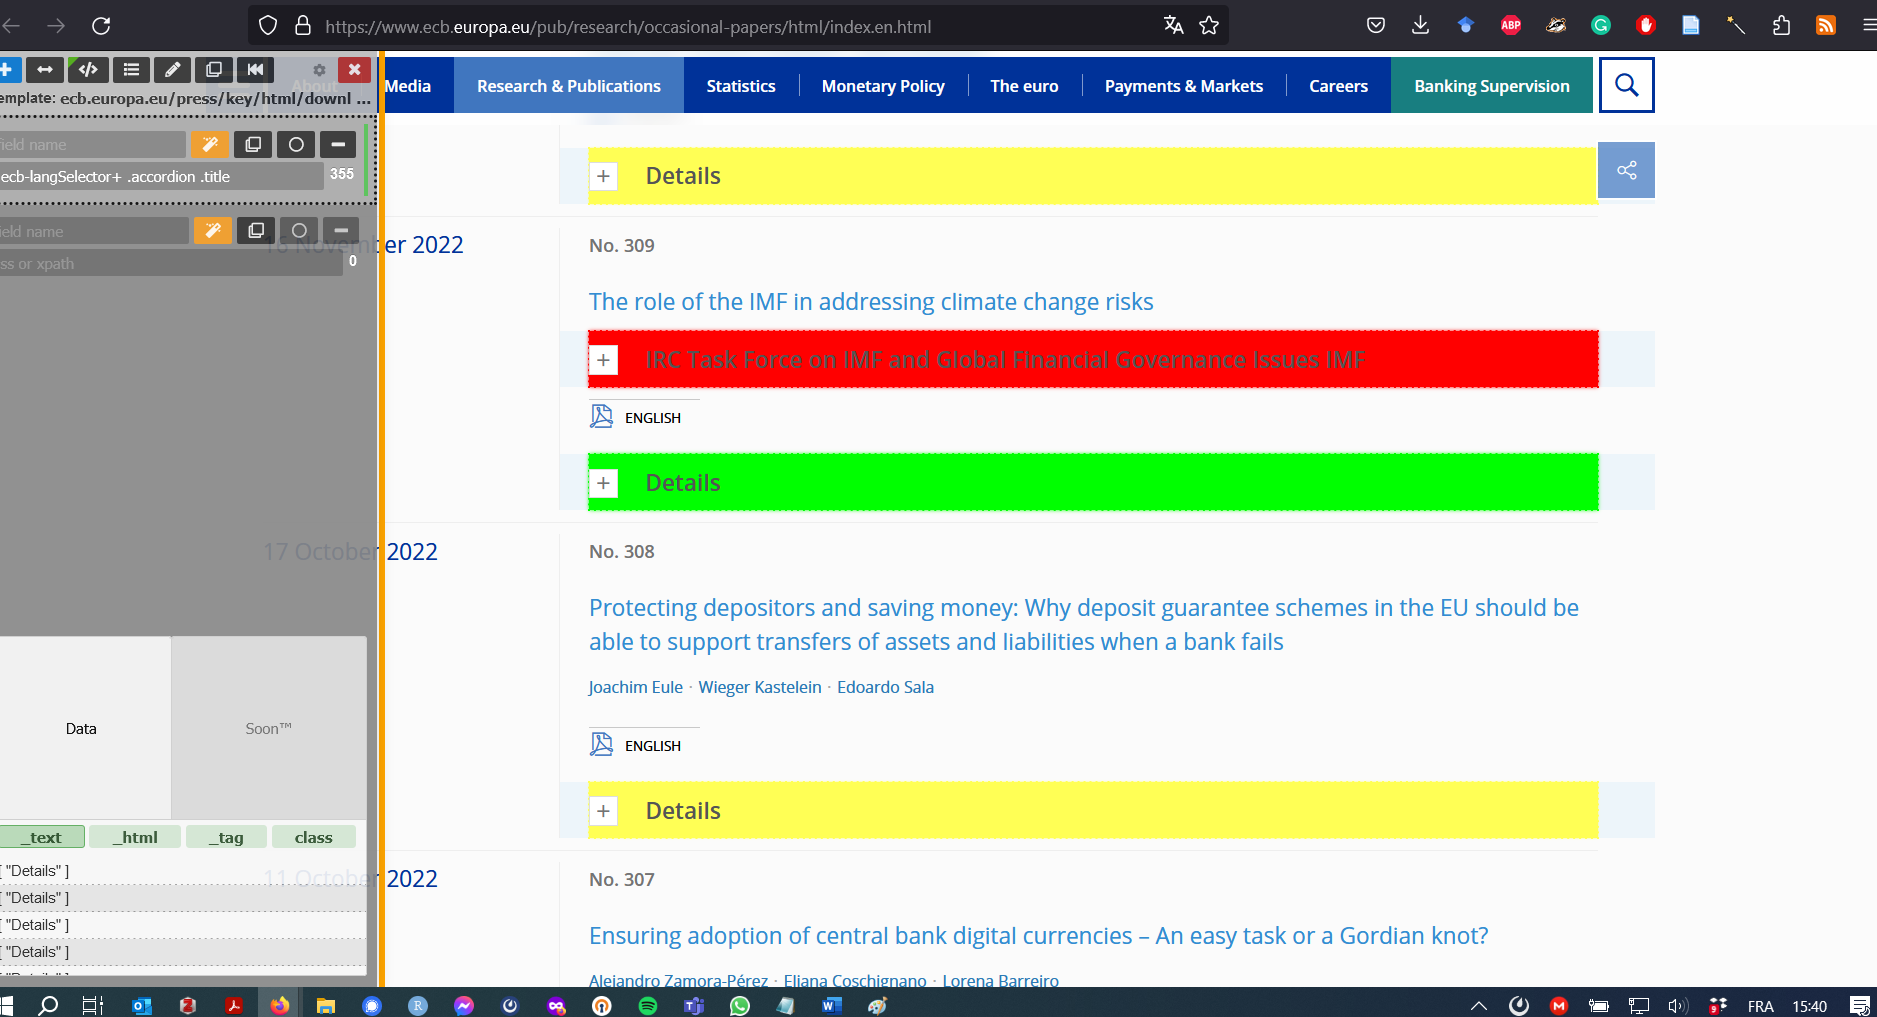 https://www.ecb.europa.eu/pub/research/occasional-papers/html/index.en.html
ABP
emplate: ecb.europa.eu/press/key/html/downl ...
ield name
ecb-langSelector+ .accordion .title
355
ield name
ss or xpath
0
Data
Soon™
_text
_html
_tag
class
[ "Details" ]
[ "Details" ]
[ "Details" ]
[ "Details" ]
About
Media
Research & Publications
Statistics
Monetary Policy
The euro
Payments & Markets
Careers
Banking Supervision
Details
16 November 2022
No. 309
The role of the IMF in addressing climate change risks
IRC Task Force on IMF and Global Financial Governance Issues IMF
ENGLISH
Details
17 October 2022
No. 308
Protecting depositors and saving money: Why deposit guarantee schemes in the EU should be
able to support transfers of assets and liabilities when a bank fails
Joachim Eule · Wieger Kastelein · Edoardo Sala
ENGLISH
Details
11 October 2022
No. 307
Ensuring adoption of central bank digital currencies – An easy task or a Gordian knot?
Alejandro Zamora-Pérez · Eliana Coschignano · Lorena Barreiro
FRA
15:40